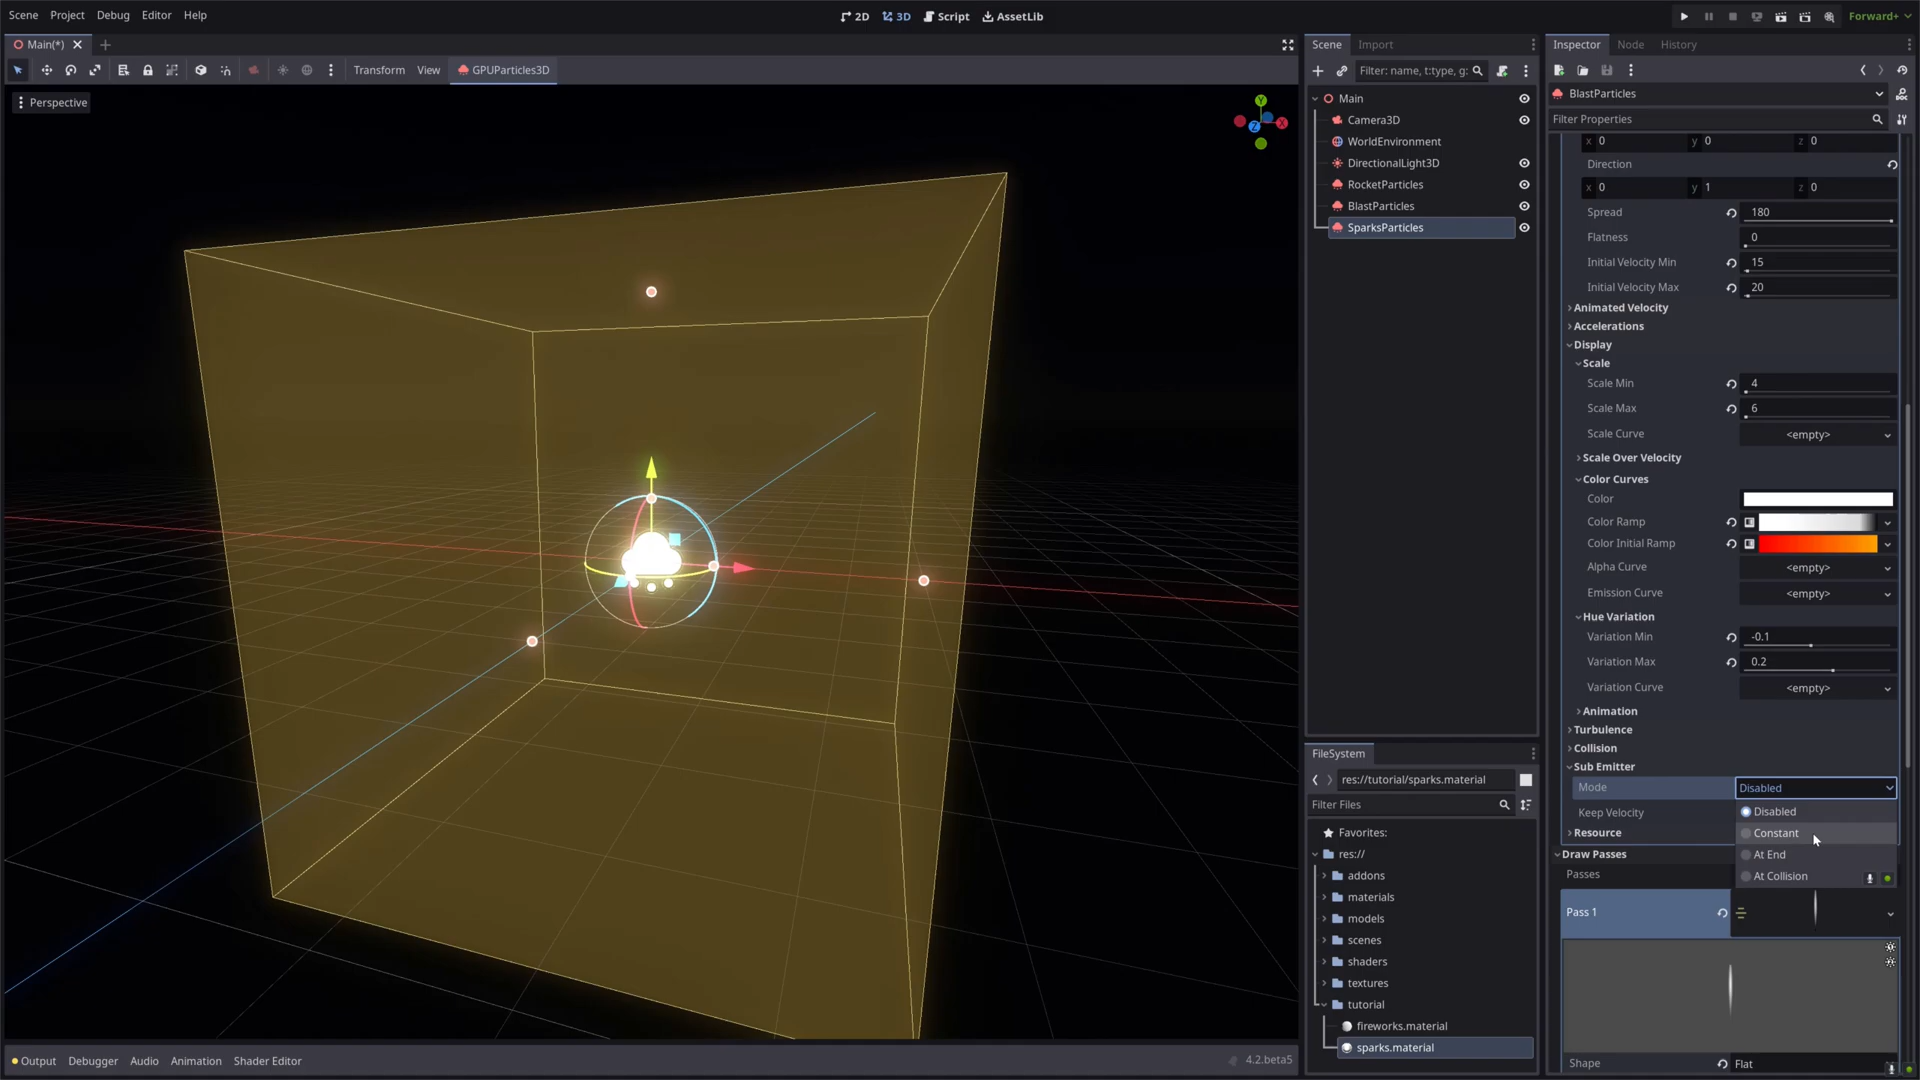 Scene Project Debug Editor Help
2D 3D Script AssetLib
Forward+
Main(*)
Transform View GPUParticles3D
Perspective
Y
X
Z
4.2.beta5
Output Debugger Audio Animation Shader Editor
Scene Import
Filter: name, t:type, g:
Main
Camera3D
WorldEnvironment
DirectionalLight3D
RocketParticles
BlastParticles
SparksParticles
FileSystem
res://tutorial/sparks.material
Filter Files
Favorites:
res://
addons
materials
models
scenes
shaders
textures
tutorial
fireworks.material
sparks.material
Inspector Node History
BlastParticles
Filter Properties
x 0 y 0 z 0
Direction
x 0 y 1 z 0
Spread 180
Flatness 0
Initial Velocity Min 15
Initial Velocity Max 20
Animated Velocity
Accelerations
Display
Scale
Scale Min 4
Scale Max 6
Scale Curve <empty>
Scale Over Velocity
Color Curves
Color
Color Ramp
Color Initial Ramp
Alpha Curve <empty>
Emission Curve <empty>
Hue Variation
Variation Min -0.1
Variation Max 0.2
Variation Curve <empty>
Animation
Turbulence
Collision
Sub Emitter
Mode Disabled
Keep Velocity Disabled
Resource Constant
Draw Passes At End
Passes At Collision
Pass 1
Shape Flat